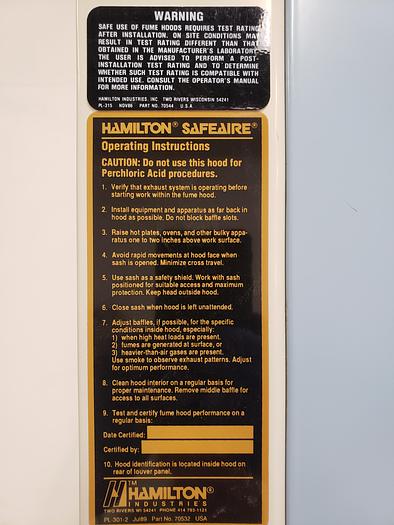 WARNING
SAFE USE OF FUME HOODS REQUIRES TEST RATING
AFTER INSTALLATION. ON SITE CONDITIONS MAY
RESULT IN TEST RATING DIFFERENT THAN THAT
OBTAINED IN THE MANUFACTURER'S LABORATORY.
THE USER IS ADVISED TO PERFORM A POST-
INSTALLATION TEST RATING AND TO DETERMINE
WHETHER SUCH TEST RATING IS COMPATIBLE WITH
INTENDED USE. CONSULT THE OPERATOR'S MANUAL
FOR MORE INFORMATION.
HAMILTON INDUSTRIES, INC. TWO RIVERS WISCONSIN 54241
PL-315 NOV86 PART NO. 70544 U.S.A.
HAMILTON® SAFEAIRE®
Operating Instructions
CAUTION: Do not use this hood for
Perchloric Acid procedures.
1. Verify that exhaust system is operating before
starting work within the fume hood.
2. Install equipment and apparatus as far back in
hood as possible. Do not block baffle slots.
3. Raise hot plates, ovens, and other bulky appa-
ratus one to two inches above work surface.
4. Avoid rapid movements at hood face when
sash is opened. Minimize cross travel.
5. Use sash as a safety shield. Work with sash
positioned for suitable access and maximum
protection. Keep head outside hood.
6. Close sash when hood is left unattended.
7. Adjust baffles, if possible, for the specific
conditions inside hood, especially:
1) when high heat loads are present.
2) fumes are generated at surface, or
3) heavier-than-air gases are present.
Use smoke to observe exhaust patterns. Adjust
for optimum performance.
8. Clean hood interior on a regular basis for
proper maintenance. Remove middle baffle for
access to all surfaces.
9. Test and certify fume hood performance on a
regular basis:
Date Certified:
Certified by:
10. Hood identification is located inside hood on
rear of louver panel.
H™
HAMILTON®
INDUSTRIES
TWO RIVERS WI 54241 PHONE 414 793-1121
PL 301-2 Jul89 Part No. 70532 USA